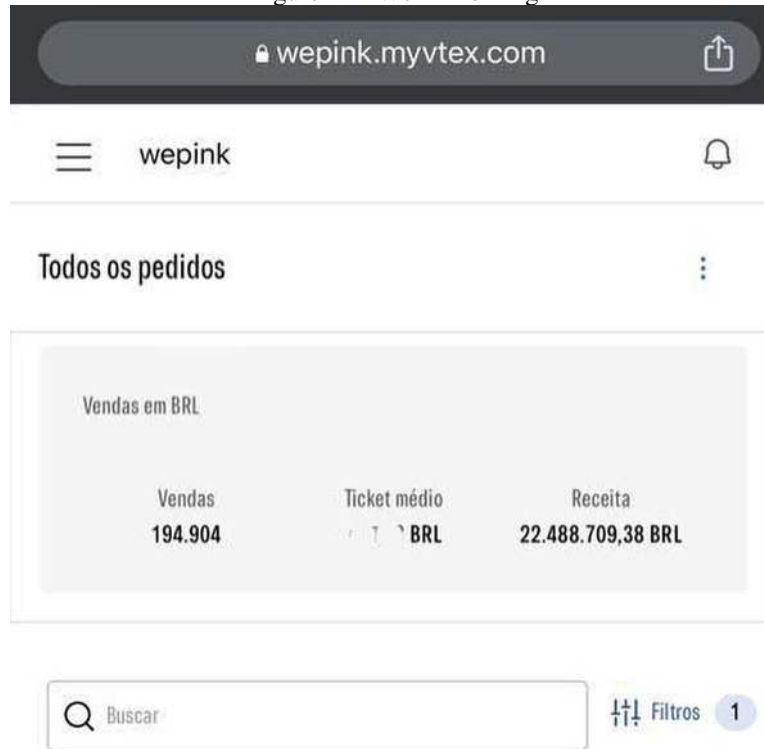 wepink.myvtex.com
wepink
Todos os pedidos
Vendas em BRL
Vendas Ticket médio Receita
194.904 BRL 22.488.709,38 BRL
Buscar Filtros 1